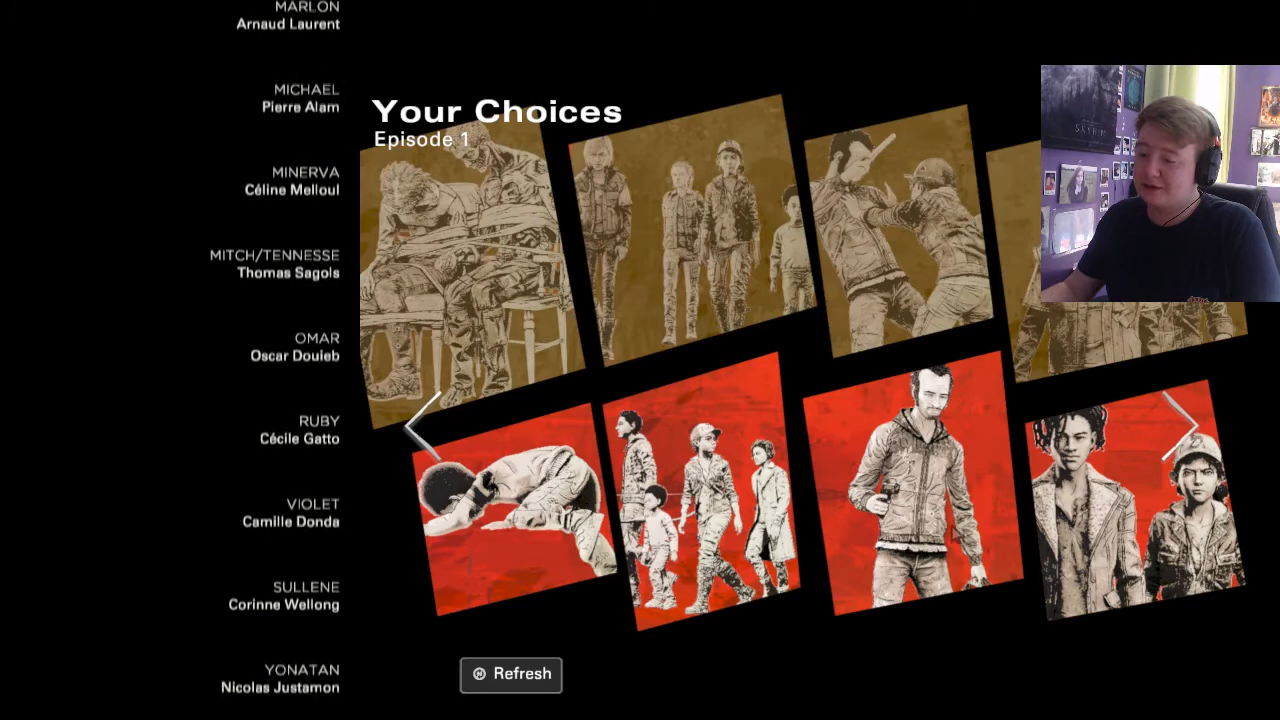 MARLON
Arnaud Laurent
MICHAEL
Pierre Alam
MINERVA
Céline Melloul
MITCH/TENNESSE
Thomas Sagols
OMAR
Oscar Douieb
RUBY
Cécile Gatto
VIOLET
Camille Donda
SULLENE
Corinne Wellong
YONATAN
Nicolas Justamon
Your Choices
Episode 1
Refresh
SKYRIM